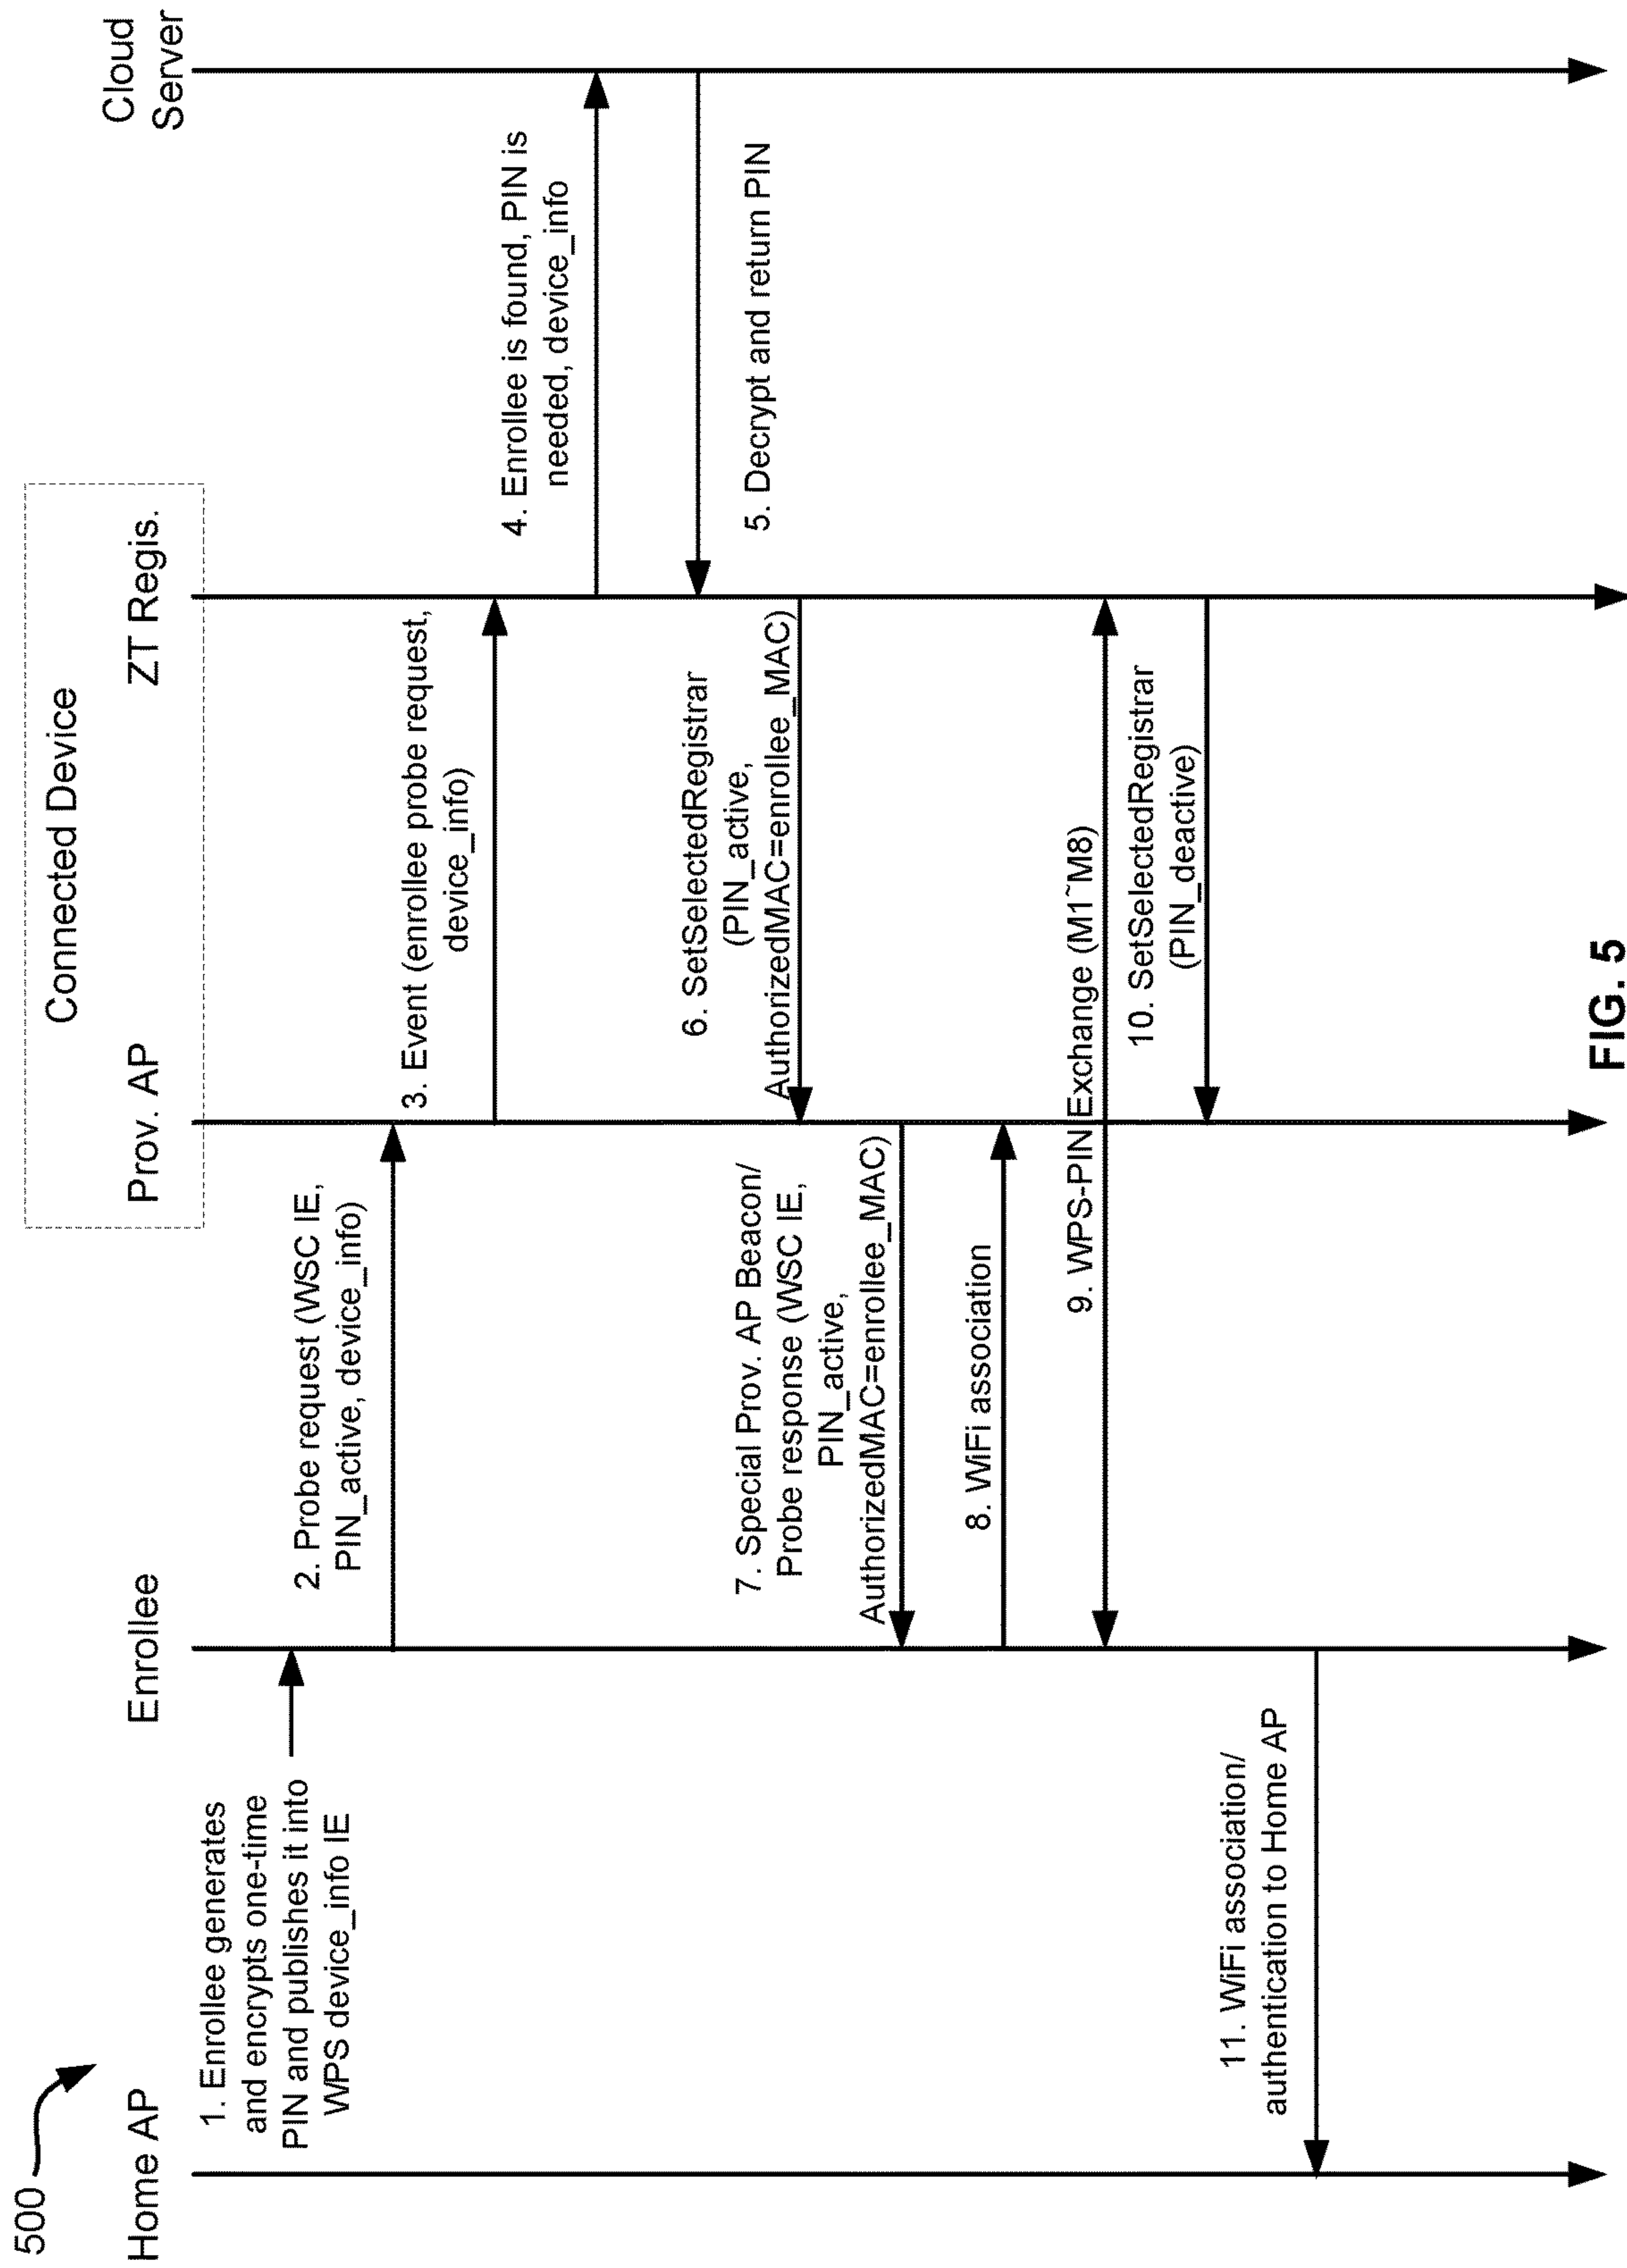 500
Connected Device
Home AP
Enrollee
Prov. AP
ZT Regis.
Cloud
Server
1. Enrollee generates
and encrypts one-time
PIN and publishes it into
WPS device_info IE
2. Probe request (WSC IE,
PIN_active, device_info)
3. Event (enrollee probe request,
device_info)
4. Enrollee is found, PIN is
needed, device_info
5. Decrypt and return PIN
6. SetSelectedRegistrar
(PIN_active,
AuthorizedMAC=enrollee_MAC)
7. Special Prov. AP Beacon/
Probe response (WSC IE,
PIN_active,
AuthorizedMAC=enrollee_MAC)
8. WiFi association
9. WPS-PIN Exchange (M1~M8)
10. SetSelectedRegistrar
(PIN_deactive)
11. WiFi association/
authentication to Home AP
FIG. 5